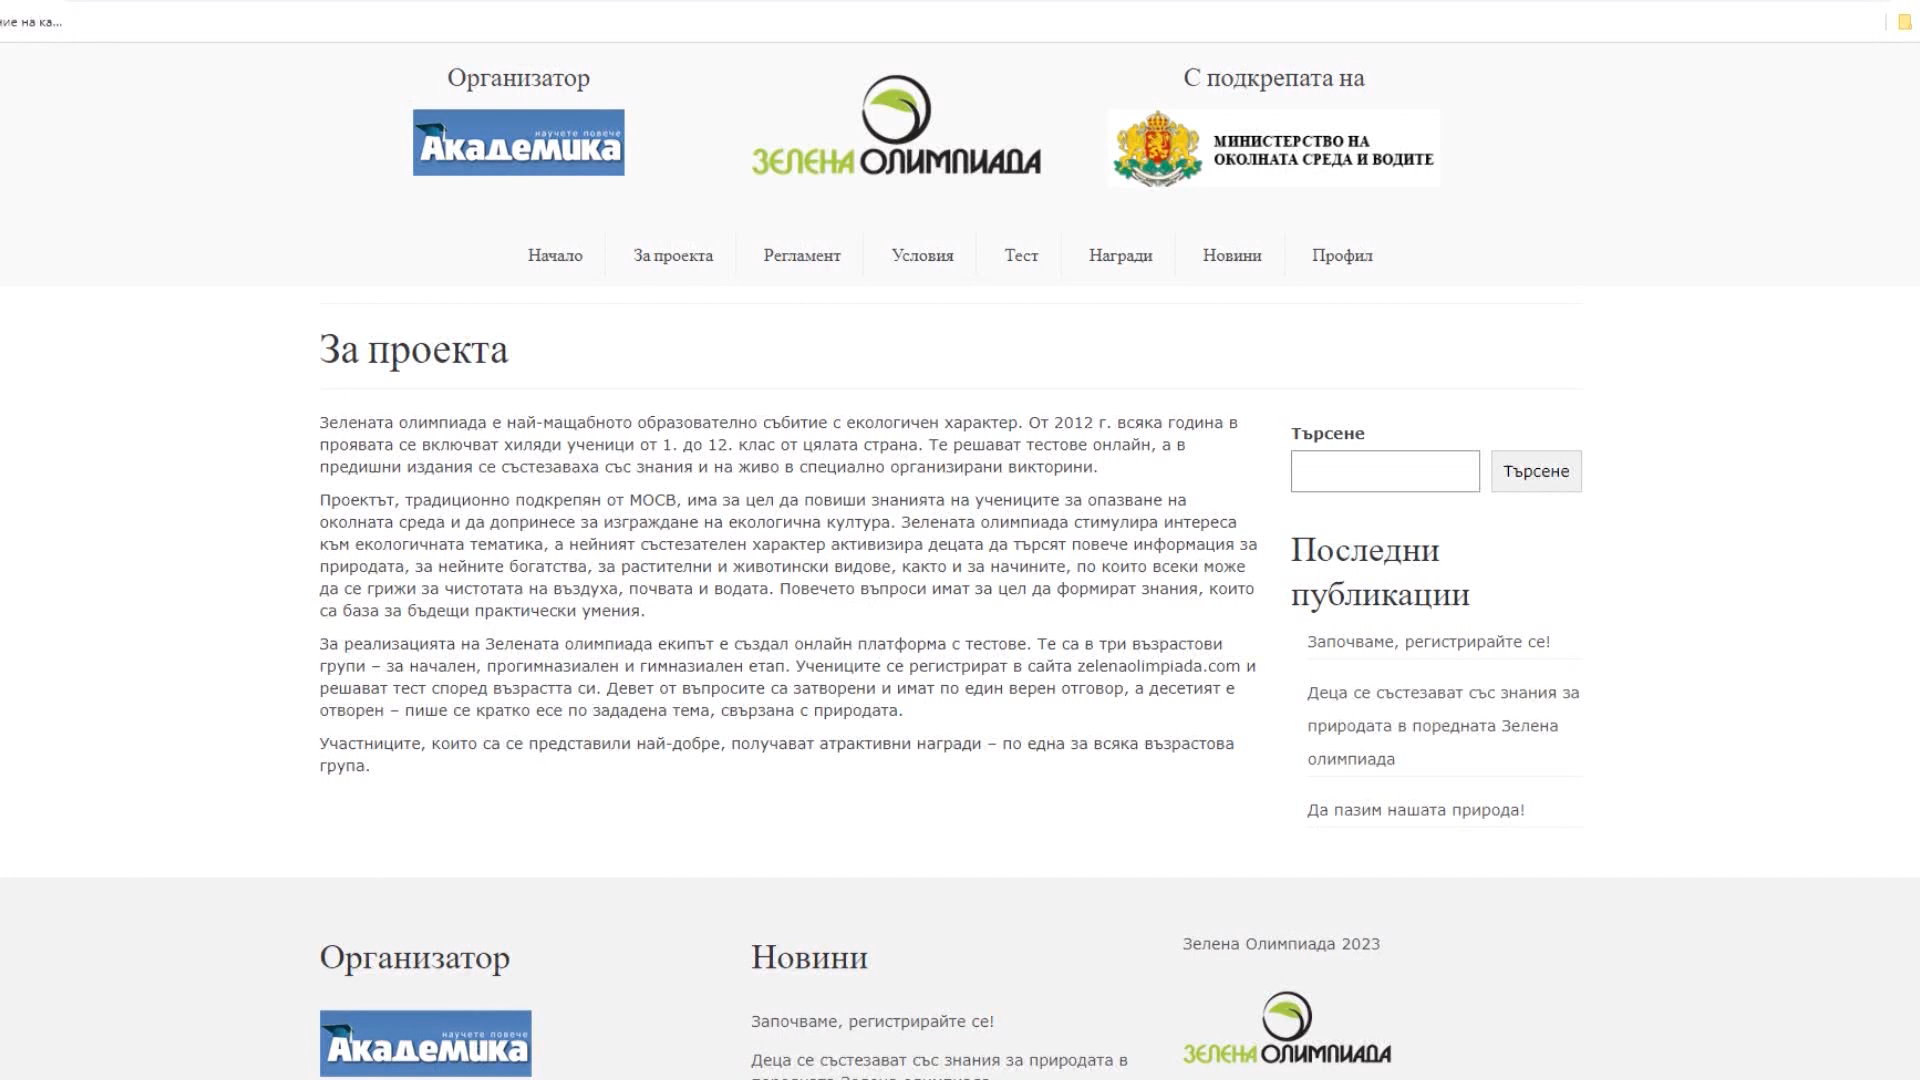 ние на ка...
Организатор
С подкрепата на
научете повече
Академика
ЗЕЛЕНА ОЛИМПИАДА
МИНИСТЕРСТВО НА
ОКОЛНАТА СРЕДА И ВОДИТЕ
Начало За проекта Регламент Условия Тест Награди Новини Профил
За проекта
Зелената олимпиада е най-мащабното образователно събитие с екологичен характер. От 2012 г. всяка година в
проявата се включват хиляди ученици от 1. до 12. клас от цялата страна. Те решават тестове онлайн, а в
предишни издания се състезаваха със знания и на живо в специално организирани викторини.
Проектът, традиционно подкрепян от МОСВ, има за цел да повиши знанията на учениците за опазване на
околната среда и да допринесе за изграждане на екологична култура. Зелената олимпиада стимулира интереса
към екологичната тематика, а нейният състезателен характер активизира децата да търсят повече информация за
природата, за нейните богатства, за растителни и животински видове, както и за начините, по които всеки може
да се грижи за чистотата на въздуха, почвата и водата. Повечето въпроси имат за цел да формират знания, които
са база за бъдещи практически умения.
За реализацията на Зелената олимпиада екипът е създал онлайн платформа с тестове. Те са в три възрастови
групи – за начален, прогимназиален и гимназиален етап. Учениците се регистрират в сайта zelenaolimpiada.com и
решават тест според възрастта си. Девет от въпросите са затворени и имат по един верен отговор, а десетият е
отворен – пише се кратко есе по зададена тема, свързана с природата.
Участниците, които са се представили най-добре, получават атрактивни награди – по една за всяка възрастова
група.
Търсене
Търсене
Последни
публикации
Започваме, регистрирайте се!
Деца се състезават със знания за
природата в поредната Зелена
олимпиада
Да пазим нашата природа!
Организатор
научете повече
Академика
Новини
Започваме, регистрирайте се!
Деца се състезават със знания за природата в
поредната Зелена олимпиада
Зелена Олимпиада 2023
ЗЕЛЕНА ОЛИМПИАДА